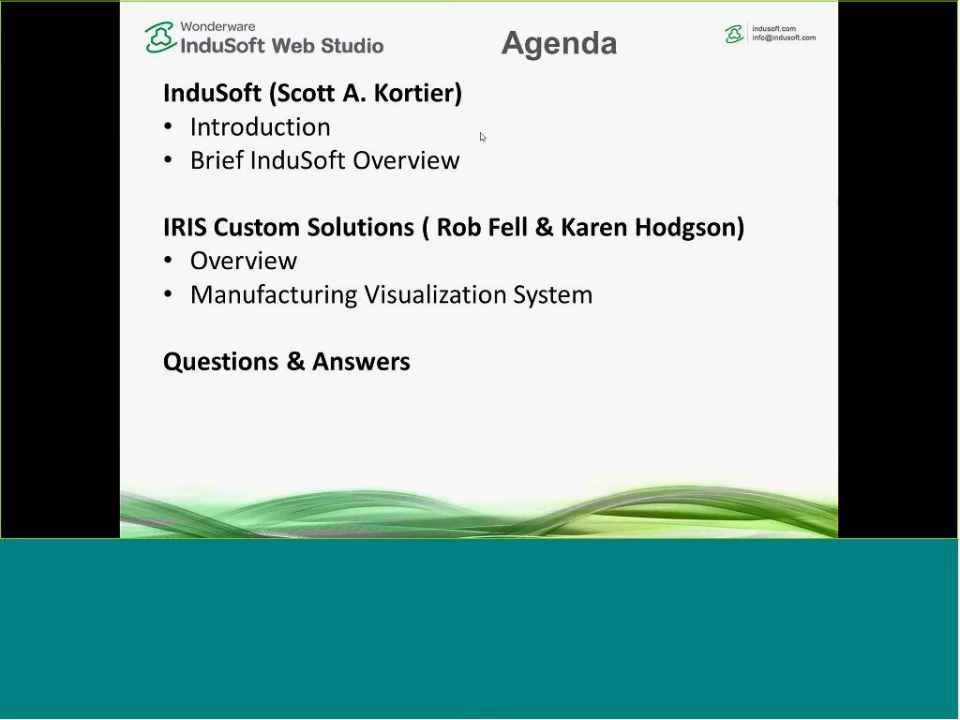 Wonderware
InduSoft Web Studio
Agenda
indusoft.com
info@indusoft.com
InduSoft (Scott A. Kortier)
• Introduction
• Brief InduSoft Overview
IRIS Custom Solutions ( Rob Fell & Karen Hodgson)
• Overview
• Manufacturing Visualization System
Questions & Answers